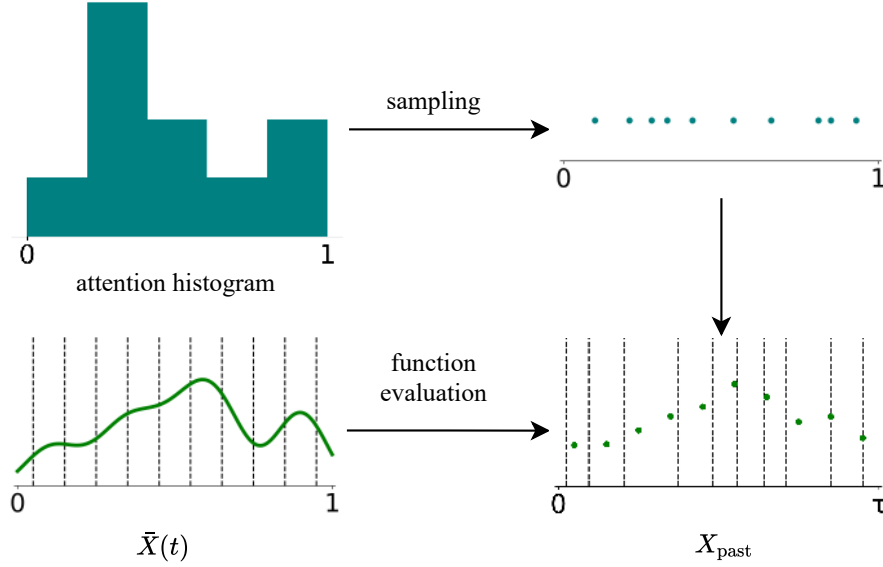 sampling
0 1
0 1
attention histogram
function
evaluation
0 1
0 τ
X̄(t)
X_past